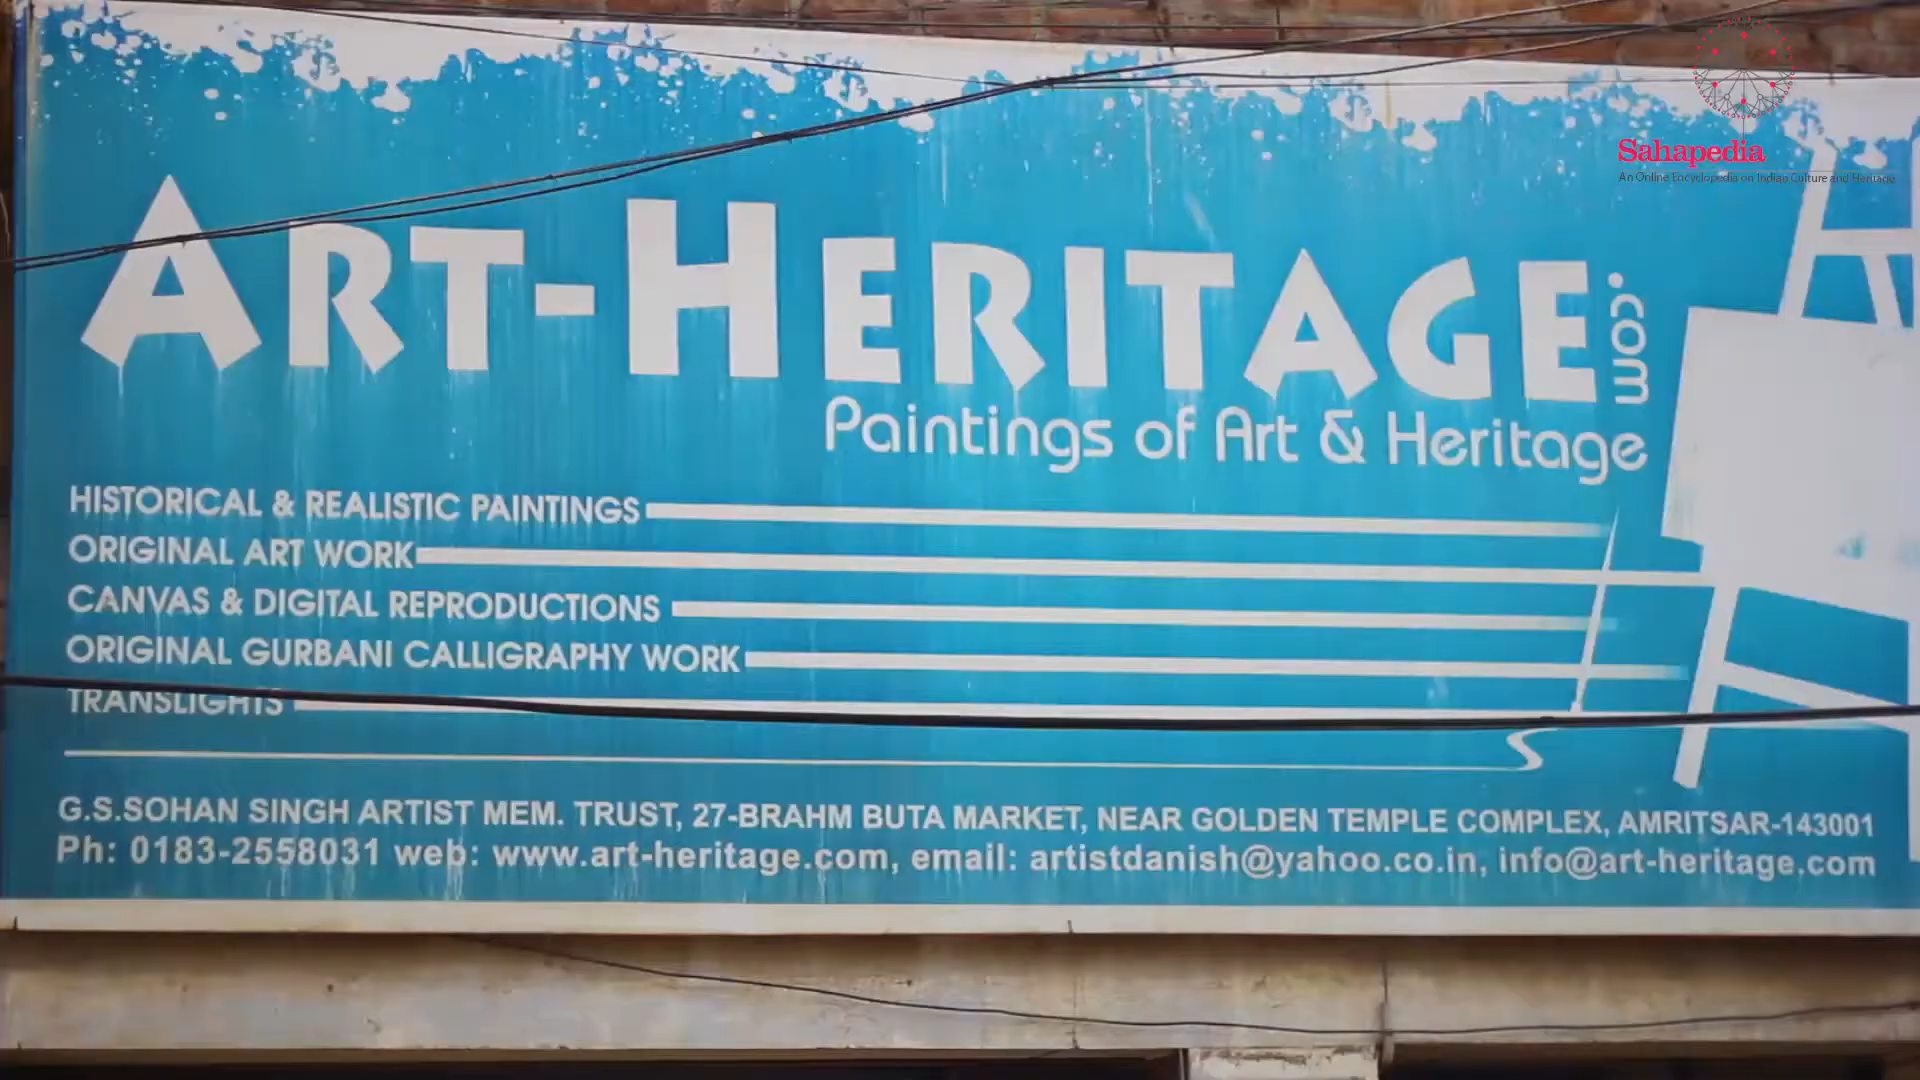 Sahapedia
An Online Encyclopedia on Indian Culture and Heritage
ART-HERITAGE.com
Paintings of Art & Heritage
HISTORICAL & REALISTIC PAINTINGS
ORIGINAL ART WORK
CANVAS & DIGITAL REPRODUCTIONS
ORIGINAL GURBANI CALLIGRAPHY WORK
TRANSLIGHTS
G.S.SOHAN SINGH ARTIST MEM. TRUST, 27-BRAHM BUTA MARKET, NEAR GOLDEN TEMPLE COMPLEX, AMRITSAR-143001
Ph: 0183-2558031 web: www.art-heritage.com, email: artistdanish@yahoo.co.in, info@art-heritage.com